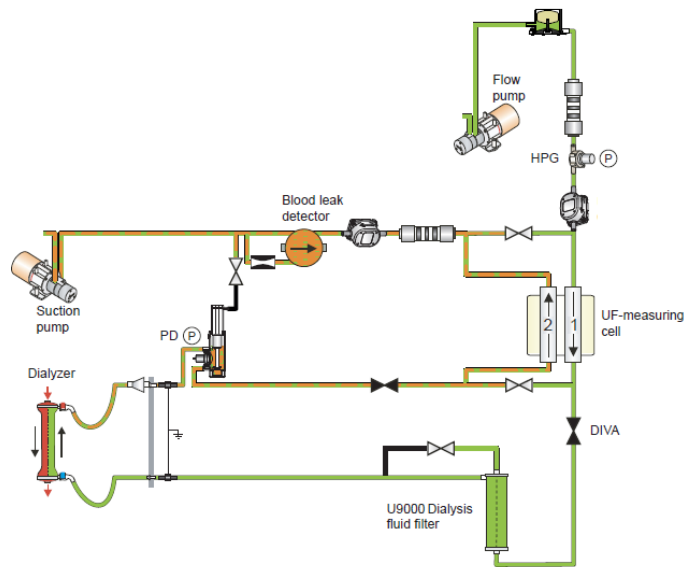 Flow
pump
HPG
P
Blood leak
detector
Suction
pump
PD
P
2
1
UF-measuring
cell
Dialyzer
DIVA
U9000 Dialysis
fluid filter